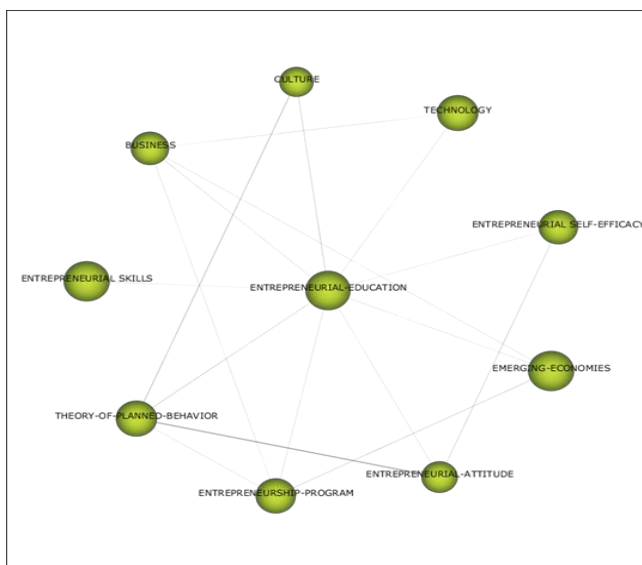 CULTURE
TECHNOLOGY
BUSINESS
ENTREPRENEURIAL SELF-EFFICACY
ENTREPRENEURIAL SKILLS
ENTREPRENEURIAL-EDUCATION
EMERGING-ECONOMIES
THEORY-OF-PLANNED-BEHAVIOR
ENTREPRENEURIAL-ATTITUDE
ENTREPRENEURSHIP-PROGRAM